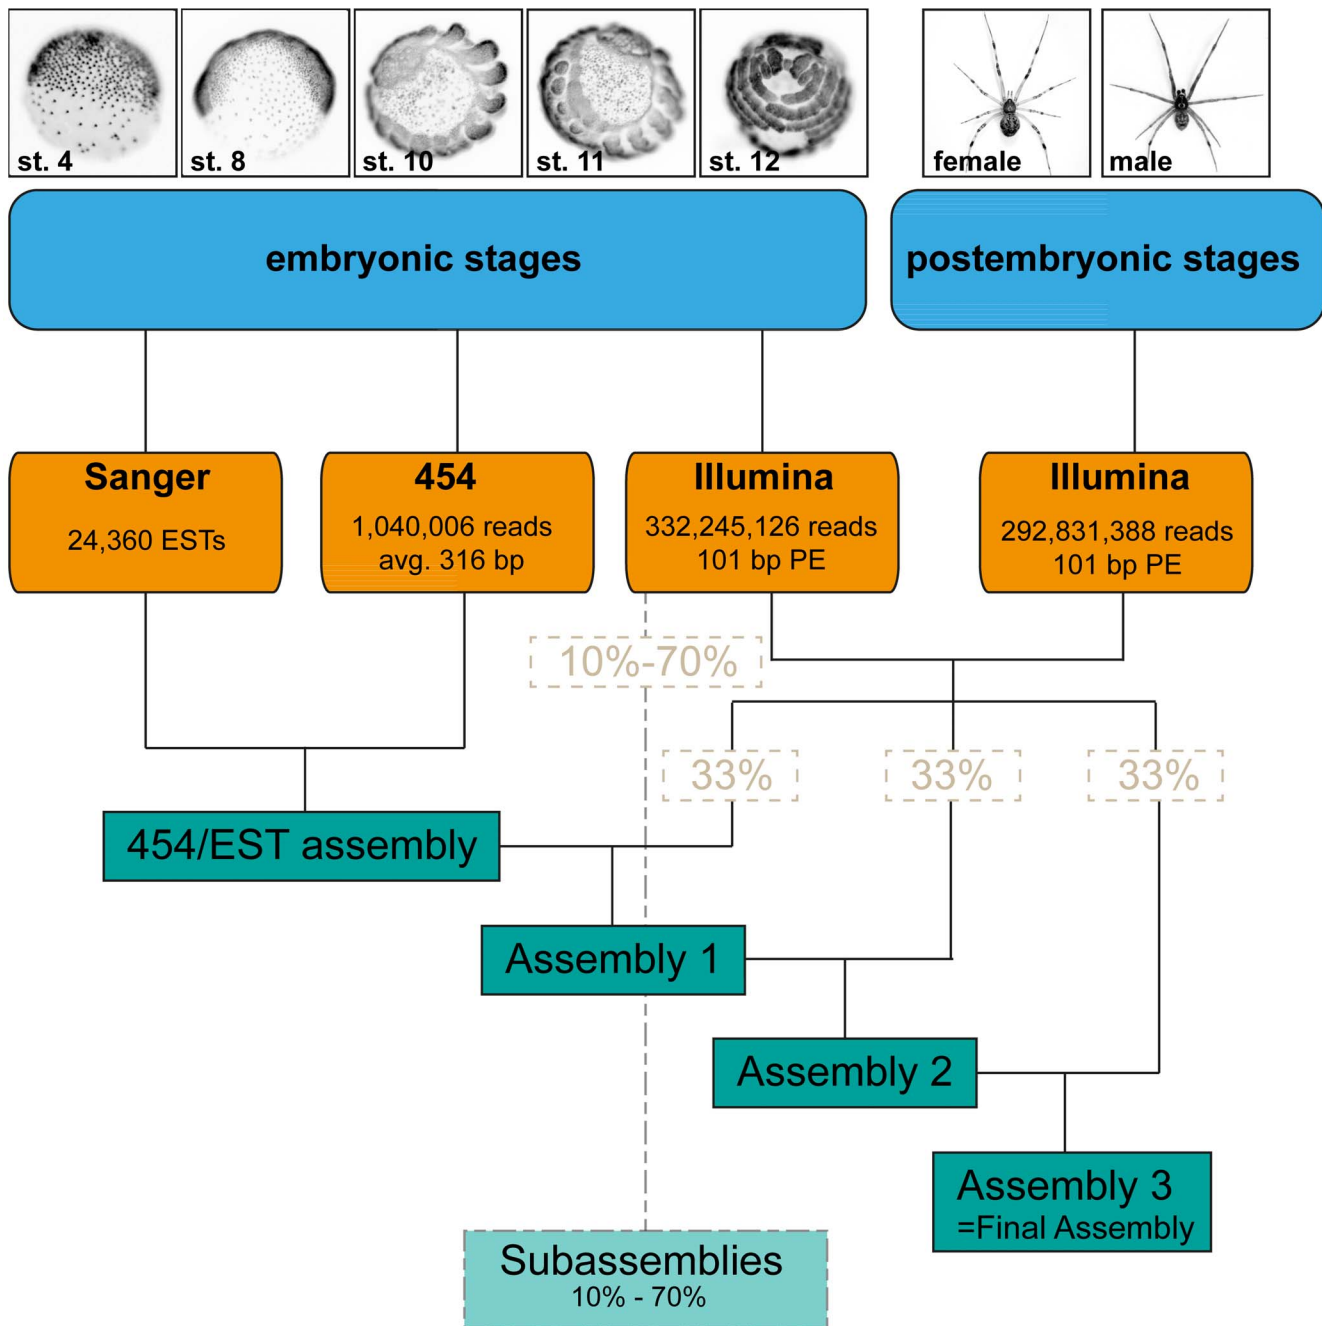 st. 4
st. 8
st. 10
st. 11
st. 12
female
male
embryonic stages
postembryonic stages
Sanger
24,360 ESTs
454
1,040,006 reads
avg. 316 bp
Illumina
332,245,126 reads
101 bp PE
Illumina
292,831,388 reads
101 bp PE
10%-70%
33%
33%
33%
454/EST assembly
Assembly 1
Assembly 2
Assembly 3
=Final Assembly
Subassemblies
10% - 70%